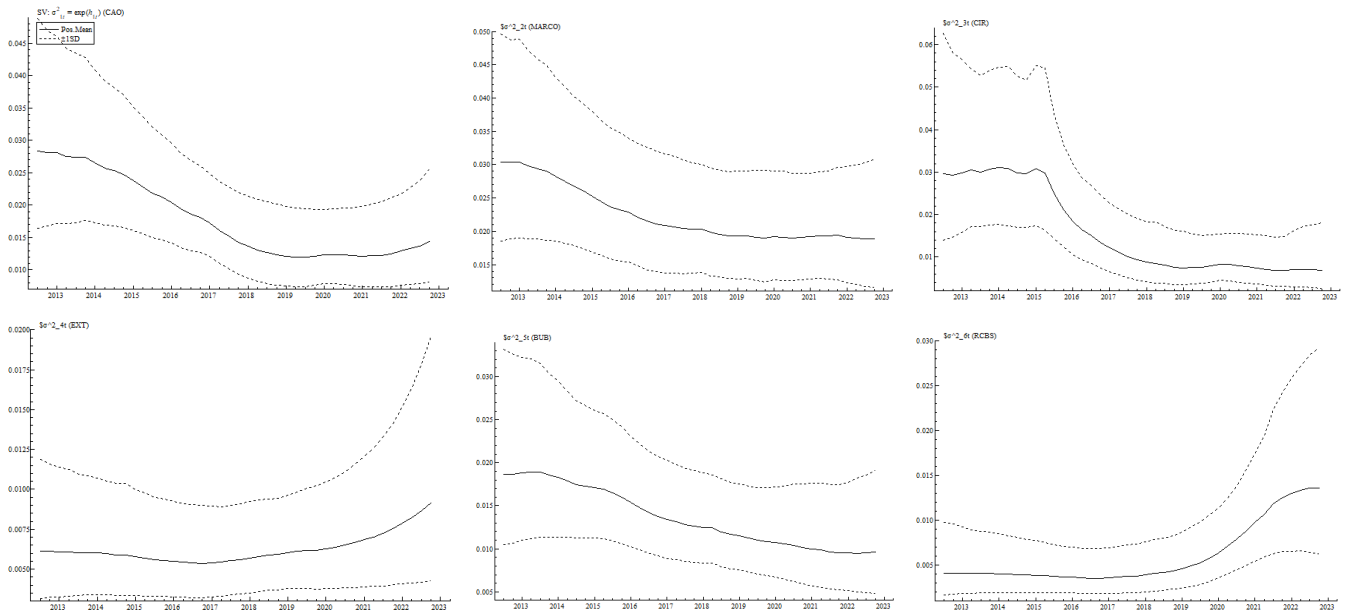 SV: σ²₁ₜ = exp(h₁ₜ) (CAO)
Pos.Mean
±1SD
0.045
0.040
0.035
0.030
0.025
0.020
0.015
0.010
2013 2014 2015 2016 2017 2018 2019 2020 2021 2022 2023
$σ^2_2t (MARCO)
0.050
0.045
0.040
0.035
0.030
0.025
0.020
0.015
2013 2014 2015 2016 2017 2018 2019 2020 2021 2022 2023
$σ^2_3t (CIR)
0.06
0.05
0.04
0.03
0.02
0.01
2013 2014 2015 2016 2017 2018 2019 2020 2021 2022 2023
$σ^2_4t (EXT)
0.0200
0.0175
0.0150
0.0125
0.0100
0.0075
0.0050
2013 2014 2015 2016 2017 2018 2019 2020 2021 2022 2023
$σ^2_5t (BUB)
0.030
0.025
0.020
0.015
0.010
0.005
2013 2014 2015 2016 2017 2018 2019 2020 2021 2022 2023
$σ^2_6t (RCBS)
0.030
0.025
0.020
0.015
0.010
0.005
2013 2014 2015 2016 2017 2018 2019 2020 2021 2022 2023